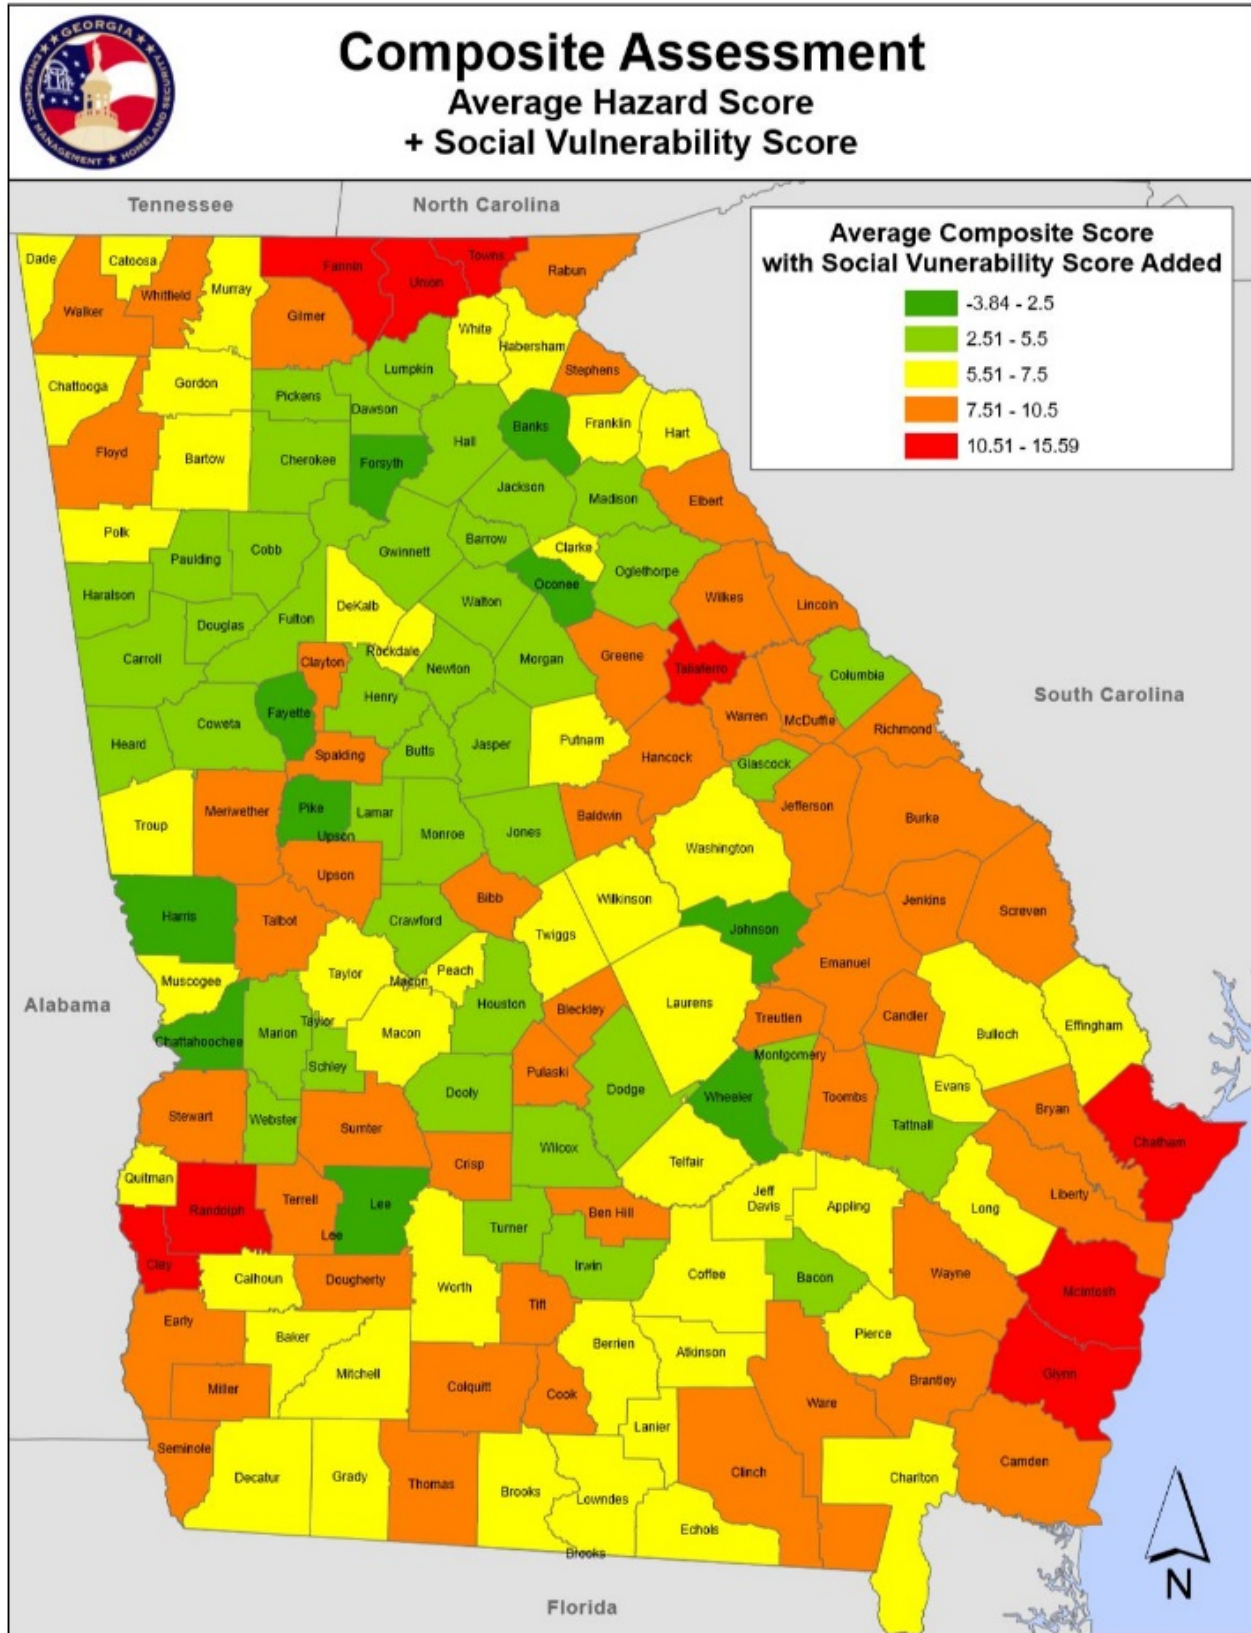 GEORGIA
EMERGENCY MANAGEMENT ★ HOMELAND SECURITY
Composite Assessment
Average Hazard Score
+ Social Vulnerability Score
Tennessee
North Carolina
Average Composite Score
with Social Vunerability Score Added
-3.84 - 2.5
2.51 - 5.5
5.51 - 7.5
7.51 - 10.5
10.51 - 15.59
Dade
Catoosa
Walker
Whitfield
Murray
Fannin
Union
Towns
Rabun
Gilmer
White
Habersham
Stephens
Chattooga
Gordon
Lumpkin
Pickens
Dawson
Banks
Franklin
Hart
Floyd
Bartow
Cherokee
Forsyth
Hall
Jackson
Madison
Elbert
Polk
Paulding
Cobb
Gwinnett
Barrow
Clarke
Oconee
Oglethorpe
Haralson
Douglas
Fulton
DeKalb
Walton
Wilkes
Lincoln
Carroll
Clayton
Rockdale
Newton
Morgan
Greene
Taliaferro
Columbia
South Carolina
Heard
Coweta
Fayette
Henry
Spalding
Butts
Jasper
Putnam
Hancock
Warren
McDuffie
Richmond
Glascock
Troup
Meriwether
Pike
Upson
Lamar
Monroe
Jones
Baldwin
Washington
Jefferson
Burke
Upson
Harris
Talbot
Crawford
Bibb
Twiggs
Wilkinson
Johnson
Jenkins
Screven
Emanuel
Muscogee
Taylor
Macon
Peach
Houston
Bleckley
Laurens
Treutlen
Candler
Bulloch
Effingham
Alabama
Chattahoochee
Marion
Taylor
Macon
Schley
Dooly
Pulaski
Dodge
Wheeler
Montgomery
Toombs
Tattnall
Evans
Bryan
Chatham
Stewart
Webster
Sumter
Crisp
Wilcox
Telfair
Jeff
Davis
Appling
Long
Liberty
Quitman
Randolph
Terrell
Lee
Lee
Turner
Ben Hill
Irwin
Coffee
Bacon
Wayne
McIntosh
Clay
Calhoun
Dougherty
Worth
Tift
Early
Baker
Mitchell
Berrien
Atkinson
Pierce
Brantley
Glynn
Miller
Colquitt
Cook
Lanier
Ware
Seminole
Decatur
Grady
Thomas
Brooks
Lowndes
Echols
Clinch
Charlton
Camden
Brooks
Florida
N